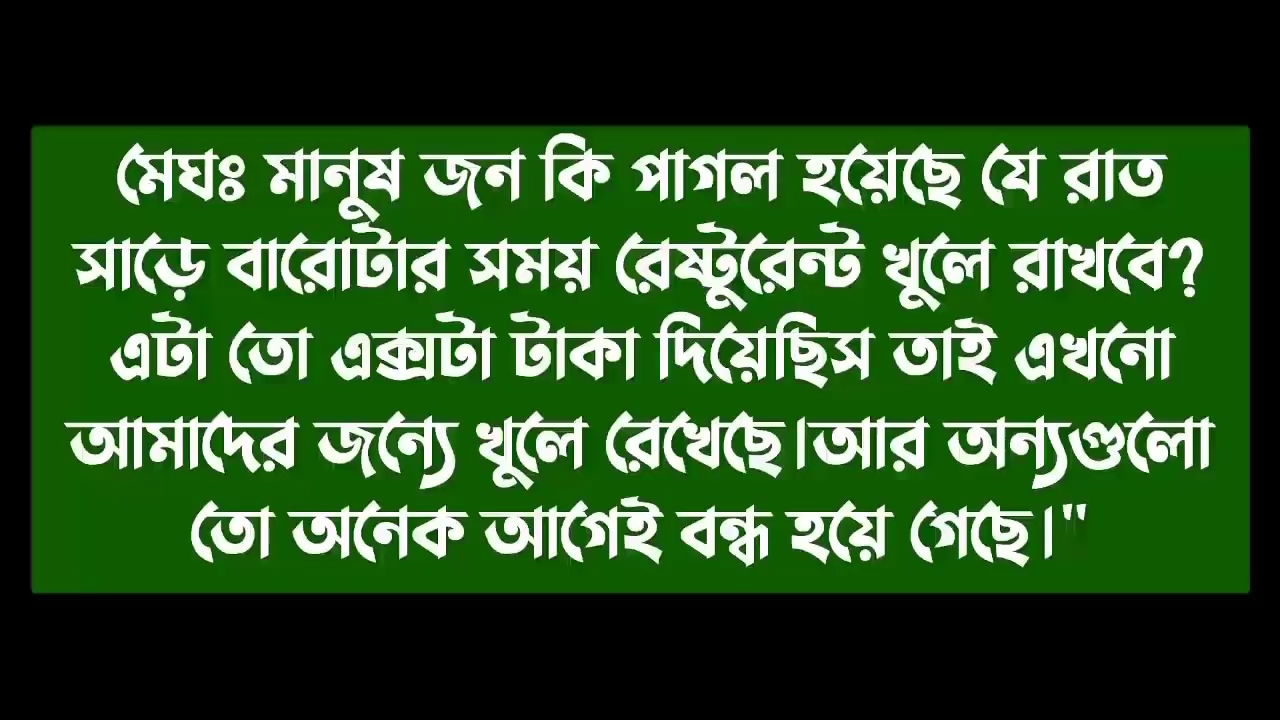 মেঘঃ মানুষ জন কি পাগল হয়েছে যে রাত
সাড়ে বারোটার সময় রেষ্টুরেন্ট খুলে রাখবে?
এটা তো এক্সটা টাকা দিয়েছিস তাই এখনো
আমাদের জন্যে খুলে রেখেছে।আর অন্যগুলো
তো অনেক আগেই বন্ধ হয়ে গেছে।"